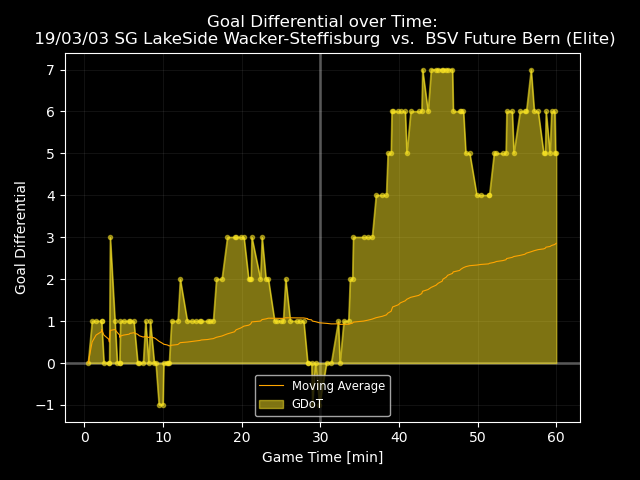 Goal Differential over Time:
19/03/03 SG LakeSide Wacker-Steffisburg vs. BSV Future Bern (Elite)
7
6
5
4
3
2
1
0
−1
Goal Differential
Moving Average
GDoT
0 10 20 30 40 50 60
Game Time [min]